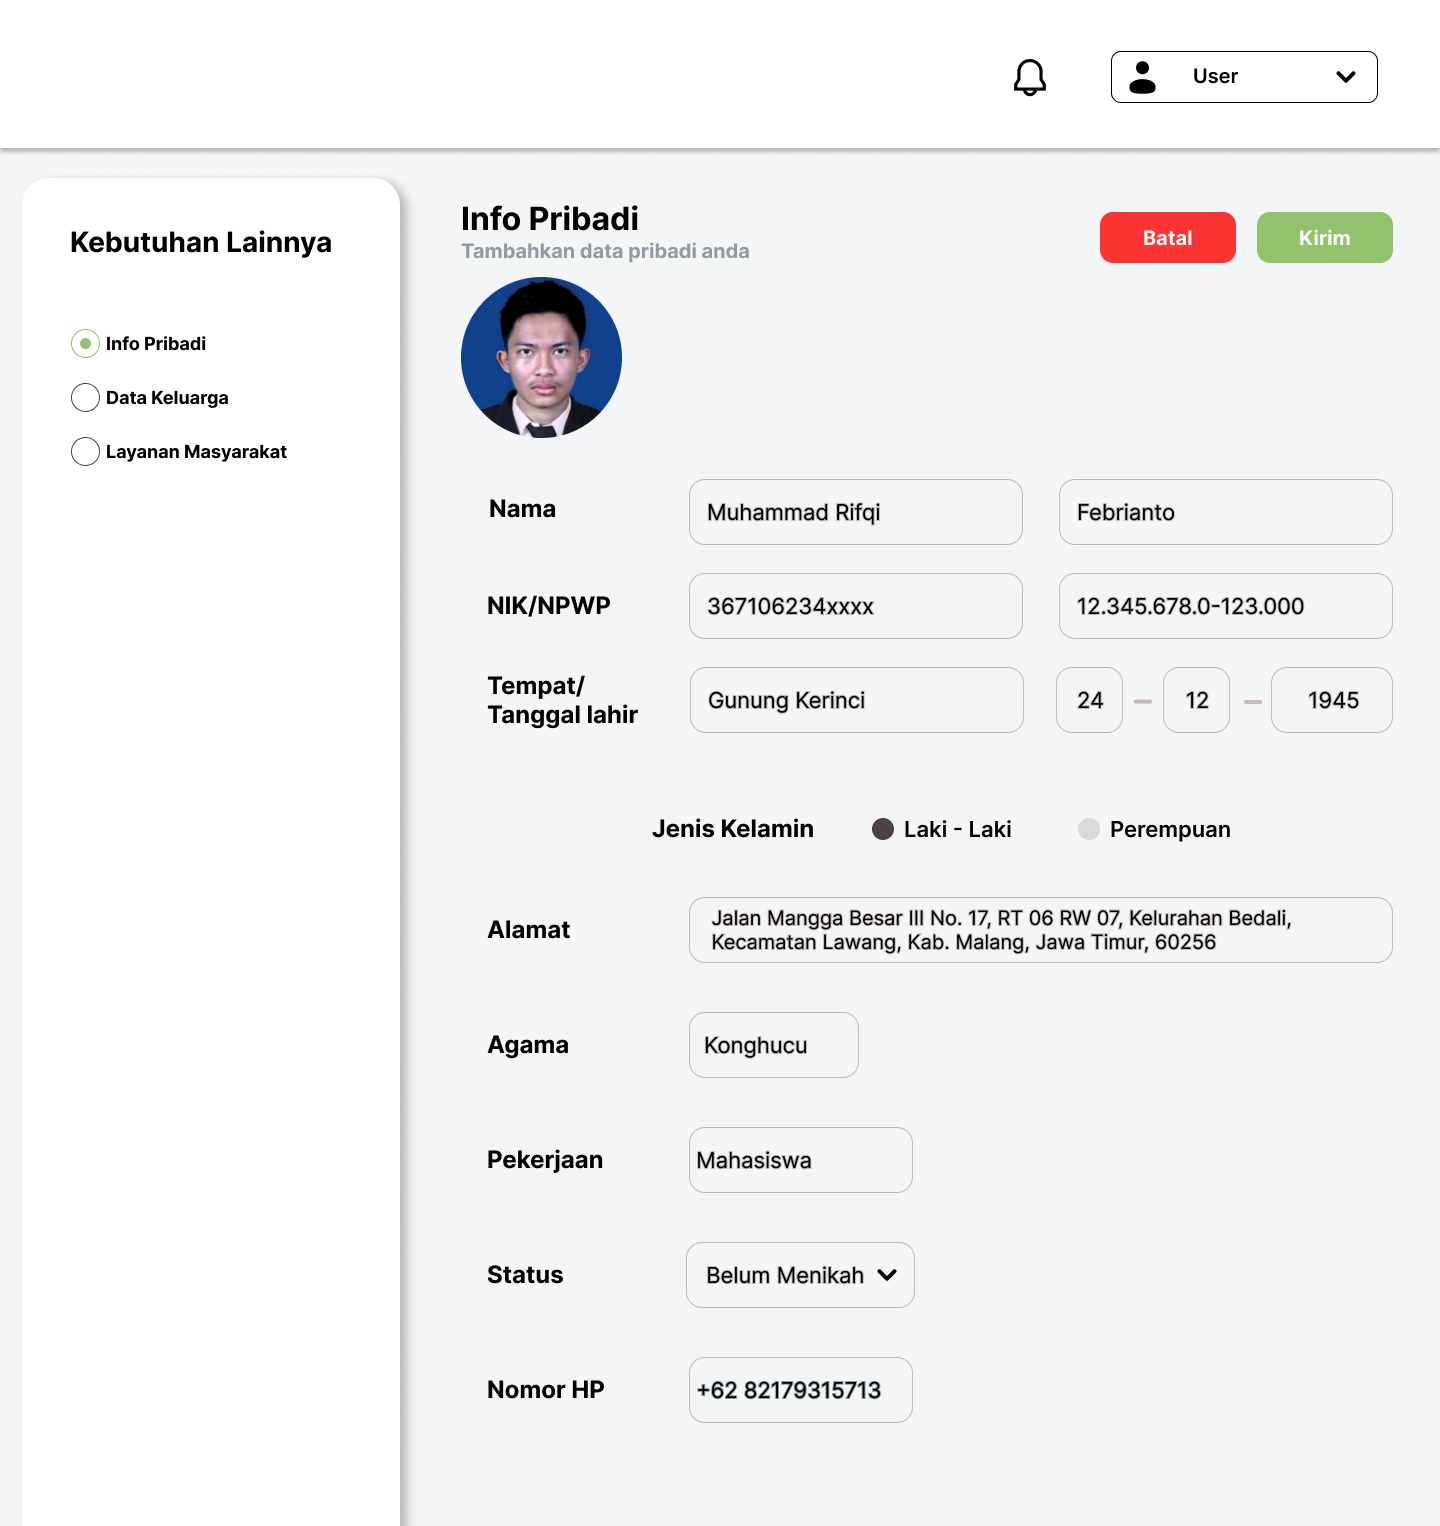 User
Kebutuhan Lainnya
Info Pribadi
Data Keluarga
Layanan Masyarakat
Info Pribadi
Tambahkan data pribadi anda
Batal
Kirim
Nama
Muhammad Rifqi
Febrianto
NIK/NPWP
367106234xxxx
12.345.678.0-123.000
Tempat/
Tanggal lahir
Gunung Kerinci
24 – 12 – 1945
Jenis Kelamin
Laki - Laki
Perempuan
Alamat
Jalan Mangga Besar III No. 17, RT 06 RW 07, Kelurahan Bedali,
Kecamatan Lawang, Kab. Malang, Jawa Timur, 60256
Agama
Konghucu
Pekerjaan
Mahasiswa
Status
Belum Menikah
Nomor HP
+62 82179315713